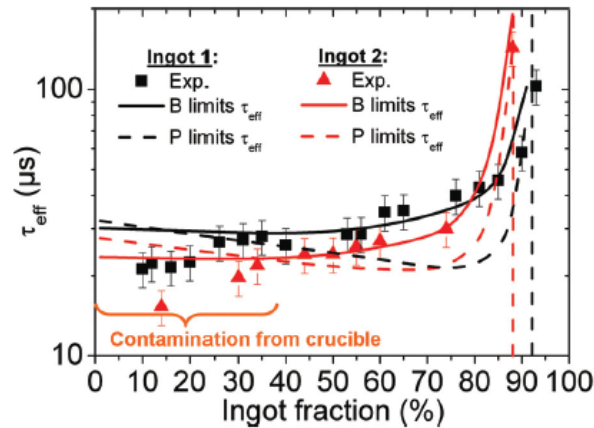 Ingot 1: Ingot 2:
Exp. Exp.
B limits τeff B limits τeff
P limits τeff P limits τeff
100
10
τeff (μs)
Contamination from crucible
0 10 20 30 40 50 60 70 80 90 100
Ingot fraction (%)